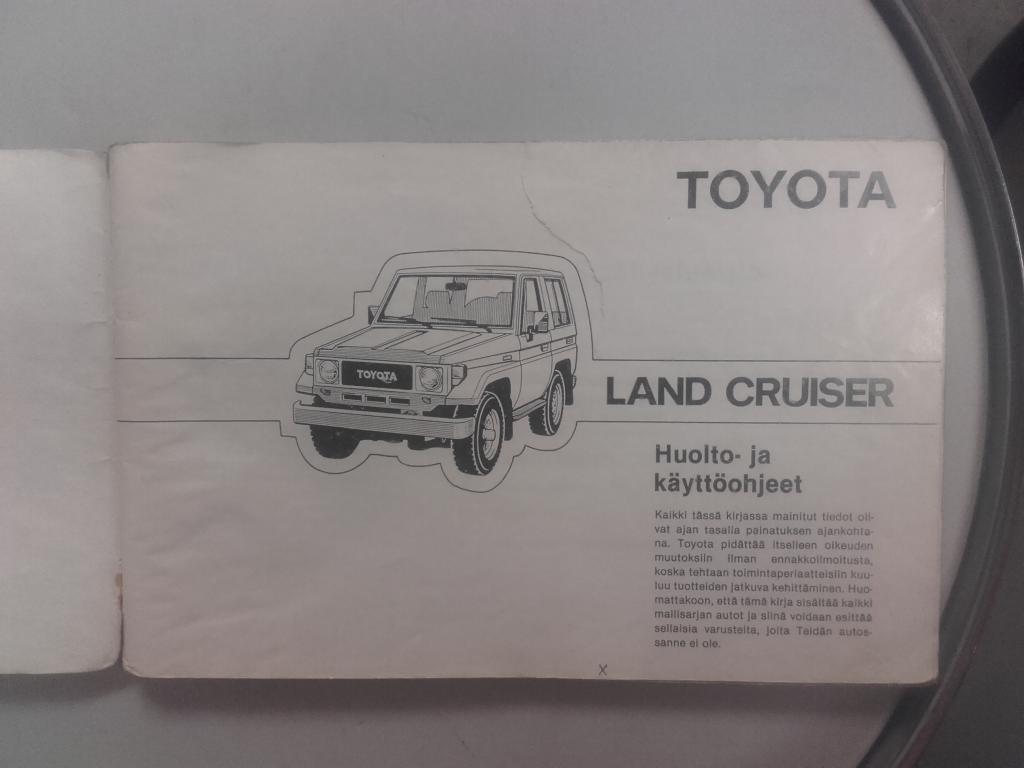 TOYOTA
TOYOTA
LAND CRUISER
Huolto- ja
käyttöohjeet
Kaikki tässä kirjassa mainitut tiedot oli-
vat ajan tasalla painatuksen ajankohta-
na. Toyota pidättää itselleen oikeuden
muutoksiin ilman ennakkoilmoitusta,
koska tehtaan toimintaperiaatteisiin kuu-
luu tuotteiden jatkuva kehittäminen. Huo-
mattakoon, että tämä kirja sisältää kaikki
mallisarjan autot ja siinä voidaan esittää
sellaisia varusteita, joita Teidän autos-
sanne ei ole.
x